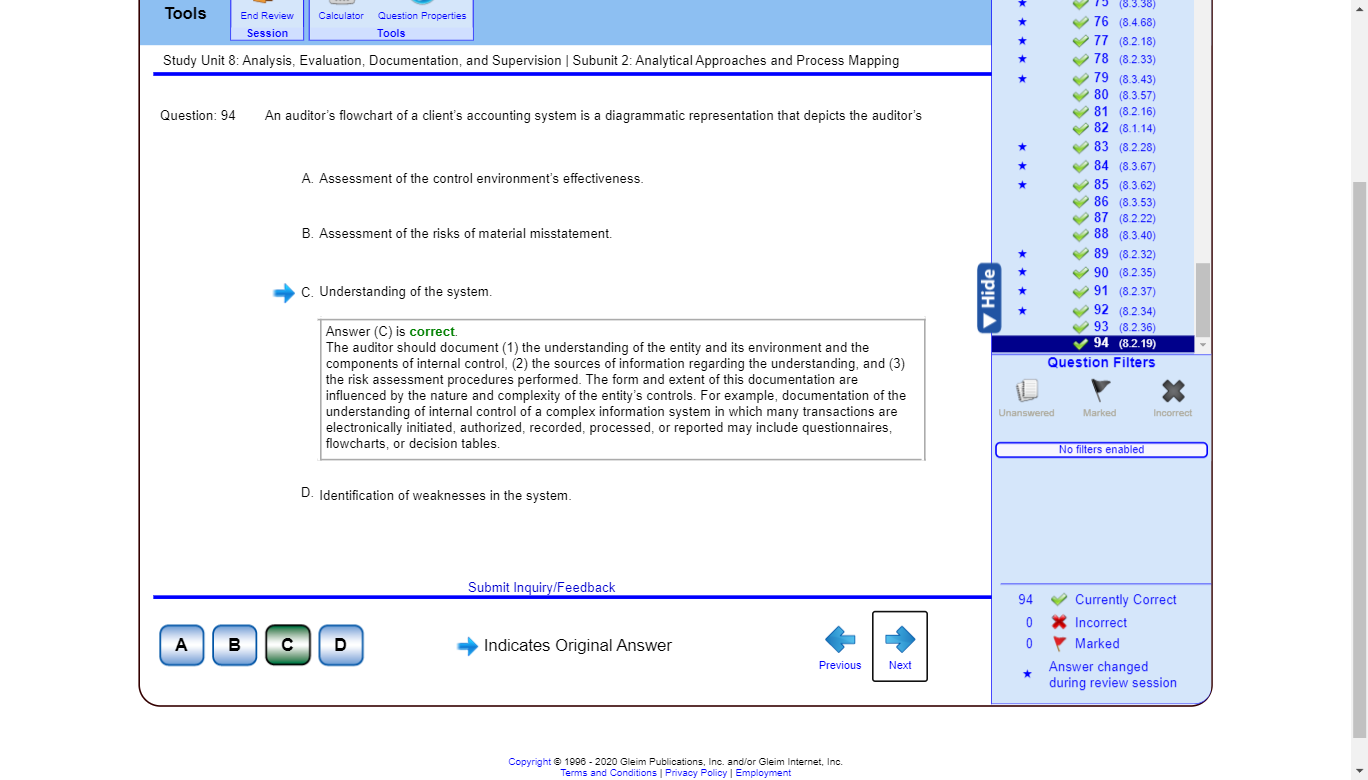 Tools
End Review
Session
Calculator Question Properties
Tools
Study Unit 8: Analysis, Evaluation, Documentation, and Supervision | Subunit 2: Analytical Approaches and Process Mapping
Question: 94 An auditor's flowchart of a client's accounting system is a diagrammatic representation that depicts the auditor's
A. Assessment of the control environment's effectiveness.
B. Assessment of the risks of material misstatement.
C. Understanding of the system.
Answer (C) is correct.
The auditor should document (1) the understanding of the entity and its environment and the
components of internal control, (2) the sources of information regarding the understanding, and (3)
the risk assessment procedures performed. The form and extent of this documentation are
influenced by the nature and complexity of the entity's controls. For example, documentation of the
understanding of internal control of a complex information system in which many transactions are
electronically initiated, authorized, recorded, processed, or reported may include questionnaires,
flowcharts, or decision tables.
D. Identification of weaknesses in the system.
Submit Inquiry/Feedback
A B C D
Indicates Original Answer
Previous Next
75 (8.3.38)
76 (8.4.68)
77 (8.2.18)
78 (8.2.33)
79 (8.3.43)
80 (8.3.57)
81 (8.2.16)
82 (8.1.14)
83 (8.2.28)
84 (8.3.67)
85 (8.3.62)
86 (8.3.53)
87 (8.2.22)
88 (8.3.40)
89 (8.2.32)
90 (8.2.35)
91 (8.2.37)
92 (8.2.34)
93 (8.2.36)
94 (8.2.19)
Hide
Question Filters
Unanswered Marked Incorrect
No filters enabled
94 Currently Correct
0 Incorrect
0 Marked
Answer changed
during review session
Copyright © 1996 - 2020 Gleim Publications, Inc. and/or Gleim Internet, Inc.
Terms and Conditions | Privacy Policy | Employment